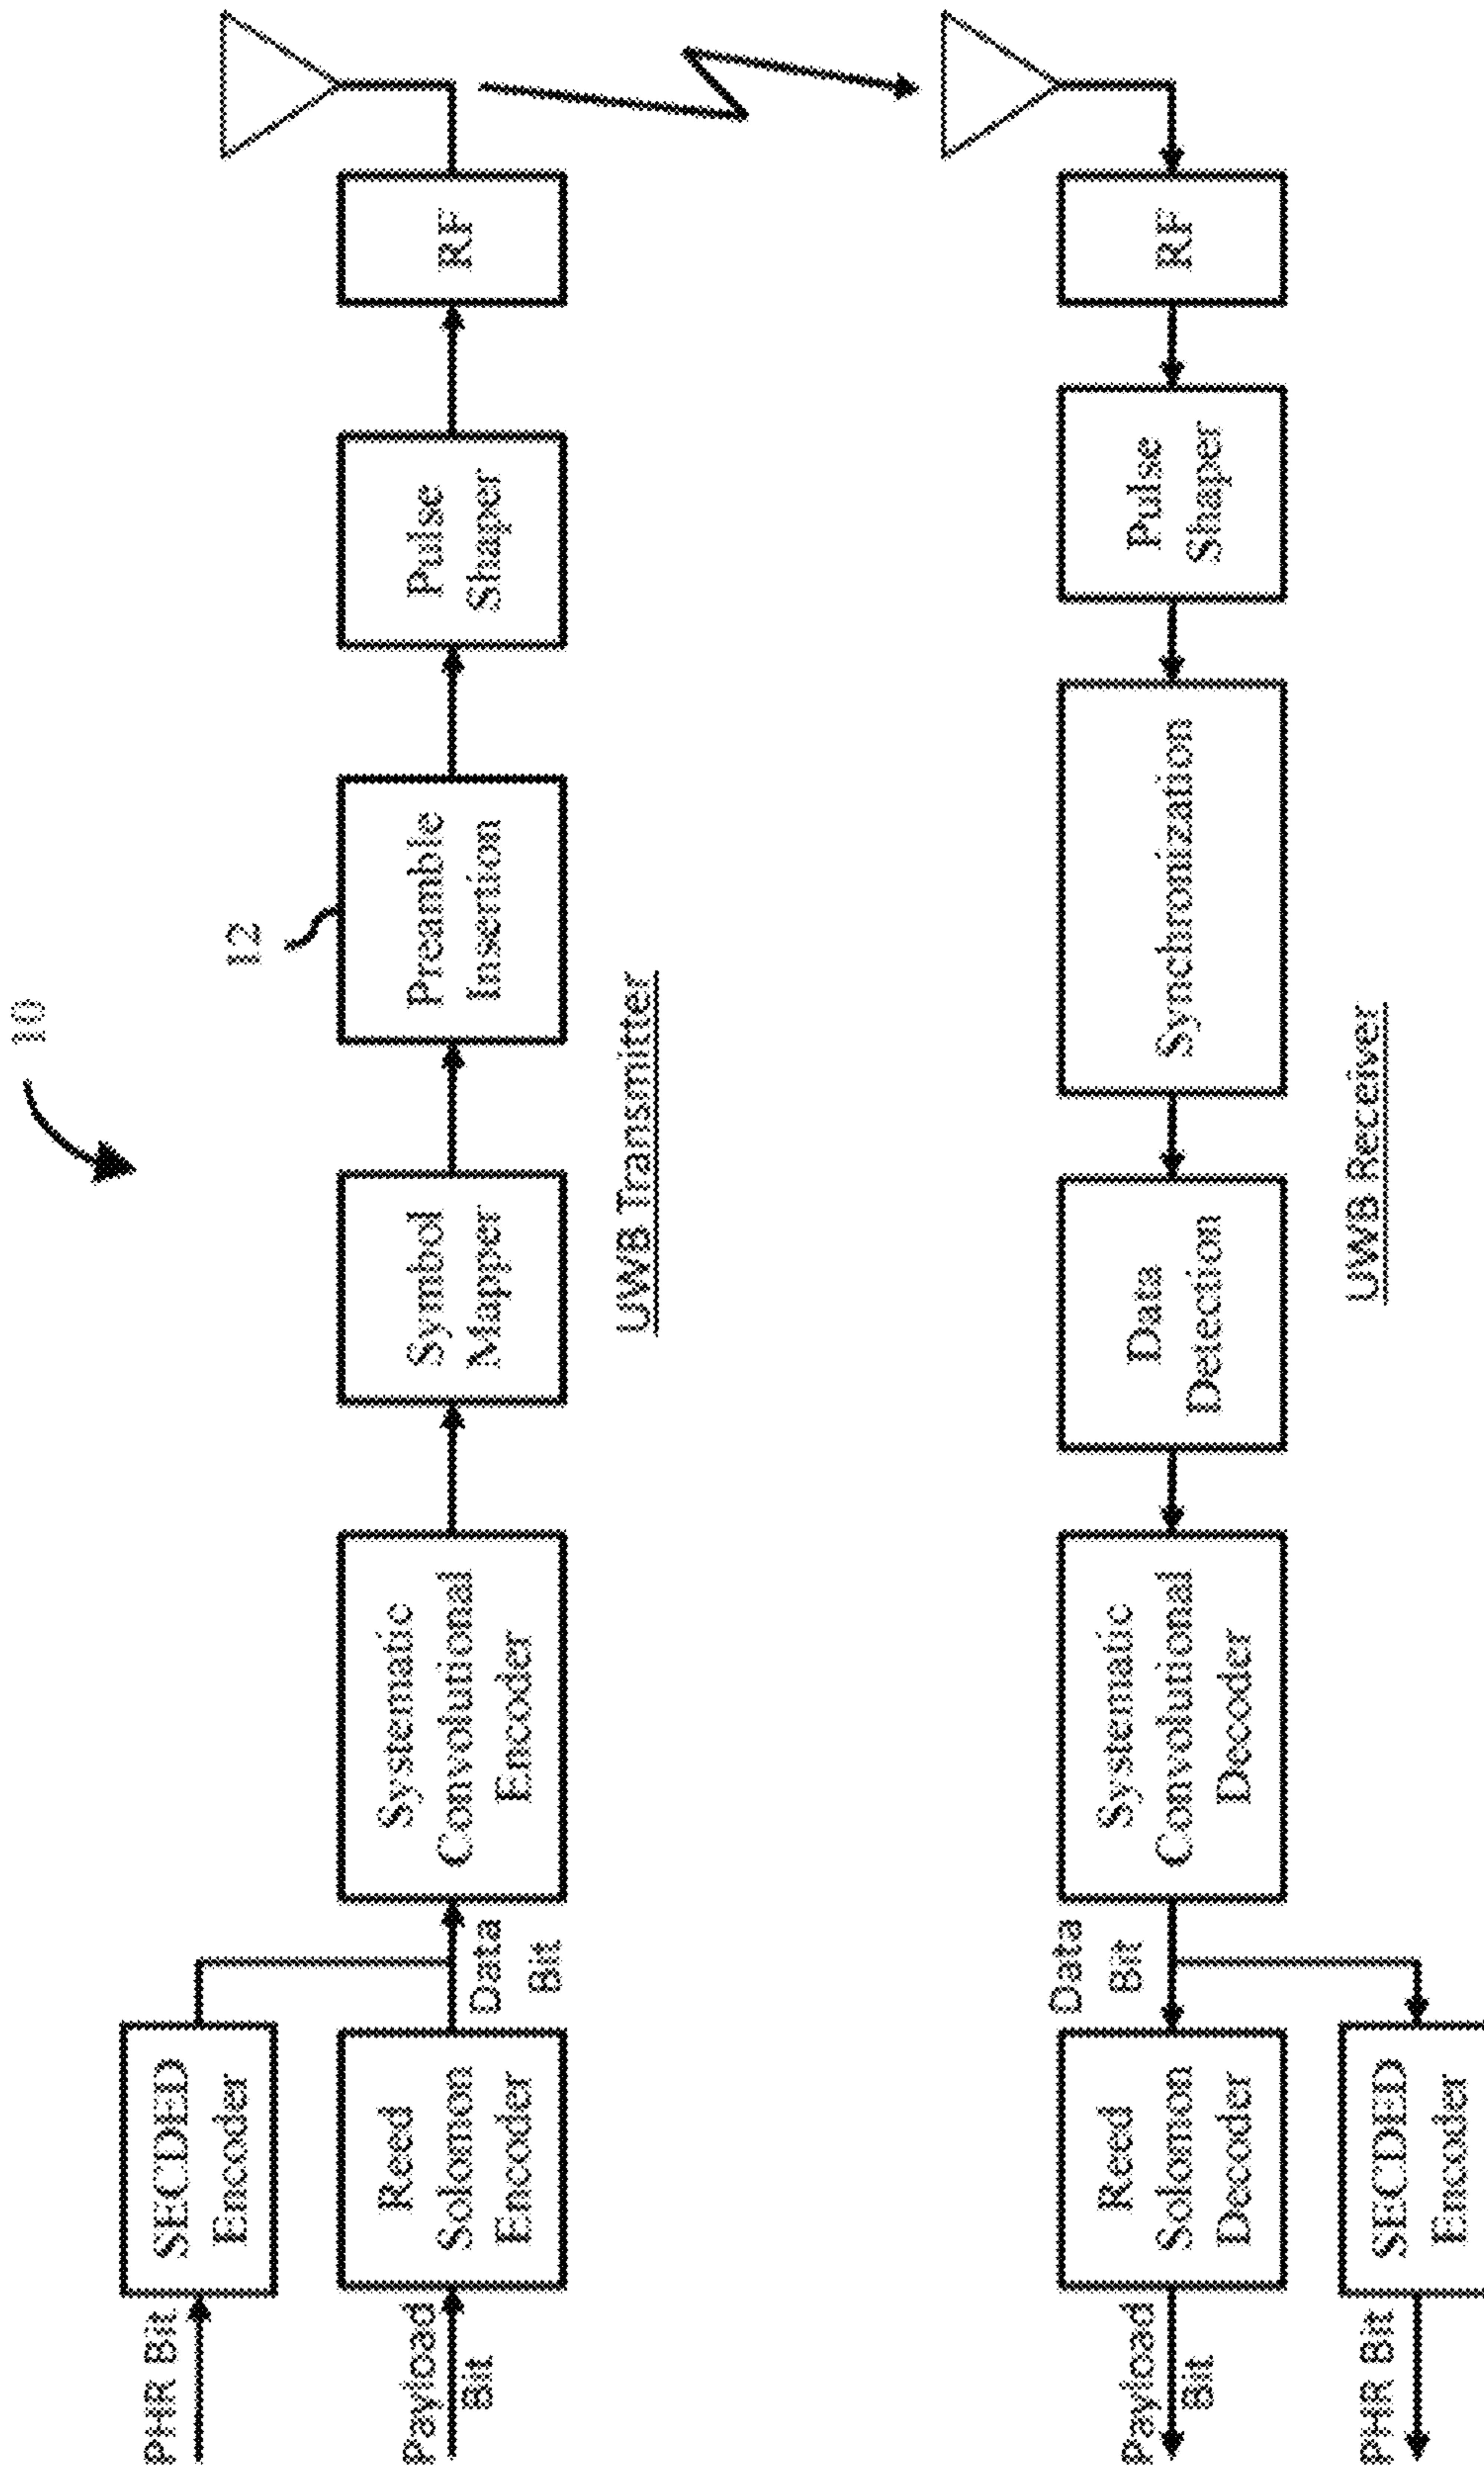 10
12
PHR Bit
SECDED
Encoder
Payload
Bit
Reed
Solomon
Encoder
Data
Bit
Systematic
Convolutional
Encoder
Symbol
Mapper
Preamble
Insertion
Pulse
Shaper
RF
UWB Transmitter
Payload
Bit
Reed
Solomon
Decoder
Data
Bit
Systematic
Convolutional
Decoder
Data
Detection
Synchronization
Pulse
Shaper
RF
PHR Bit
SECDED
Encoder
UWB Receiver